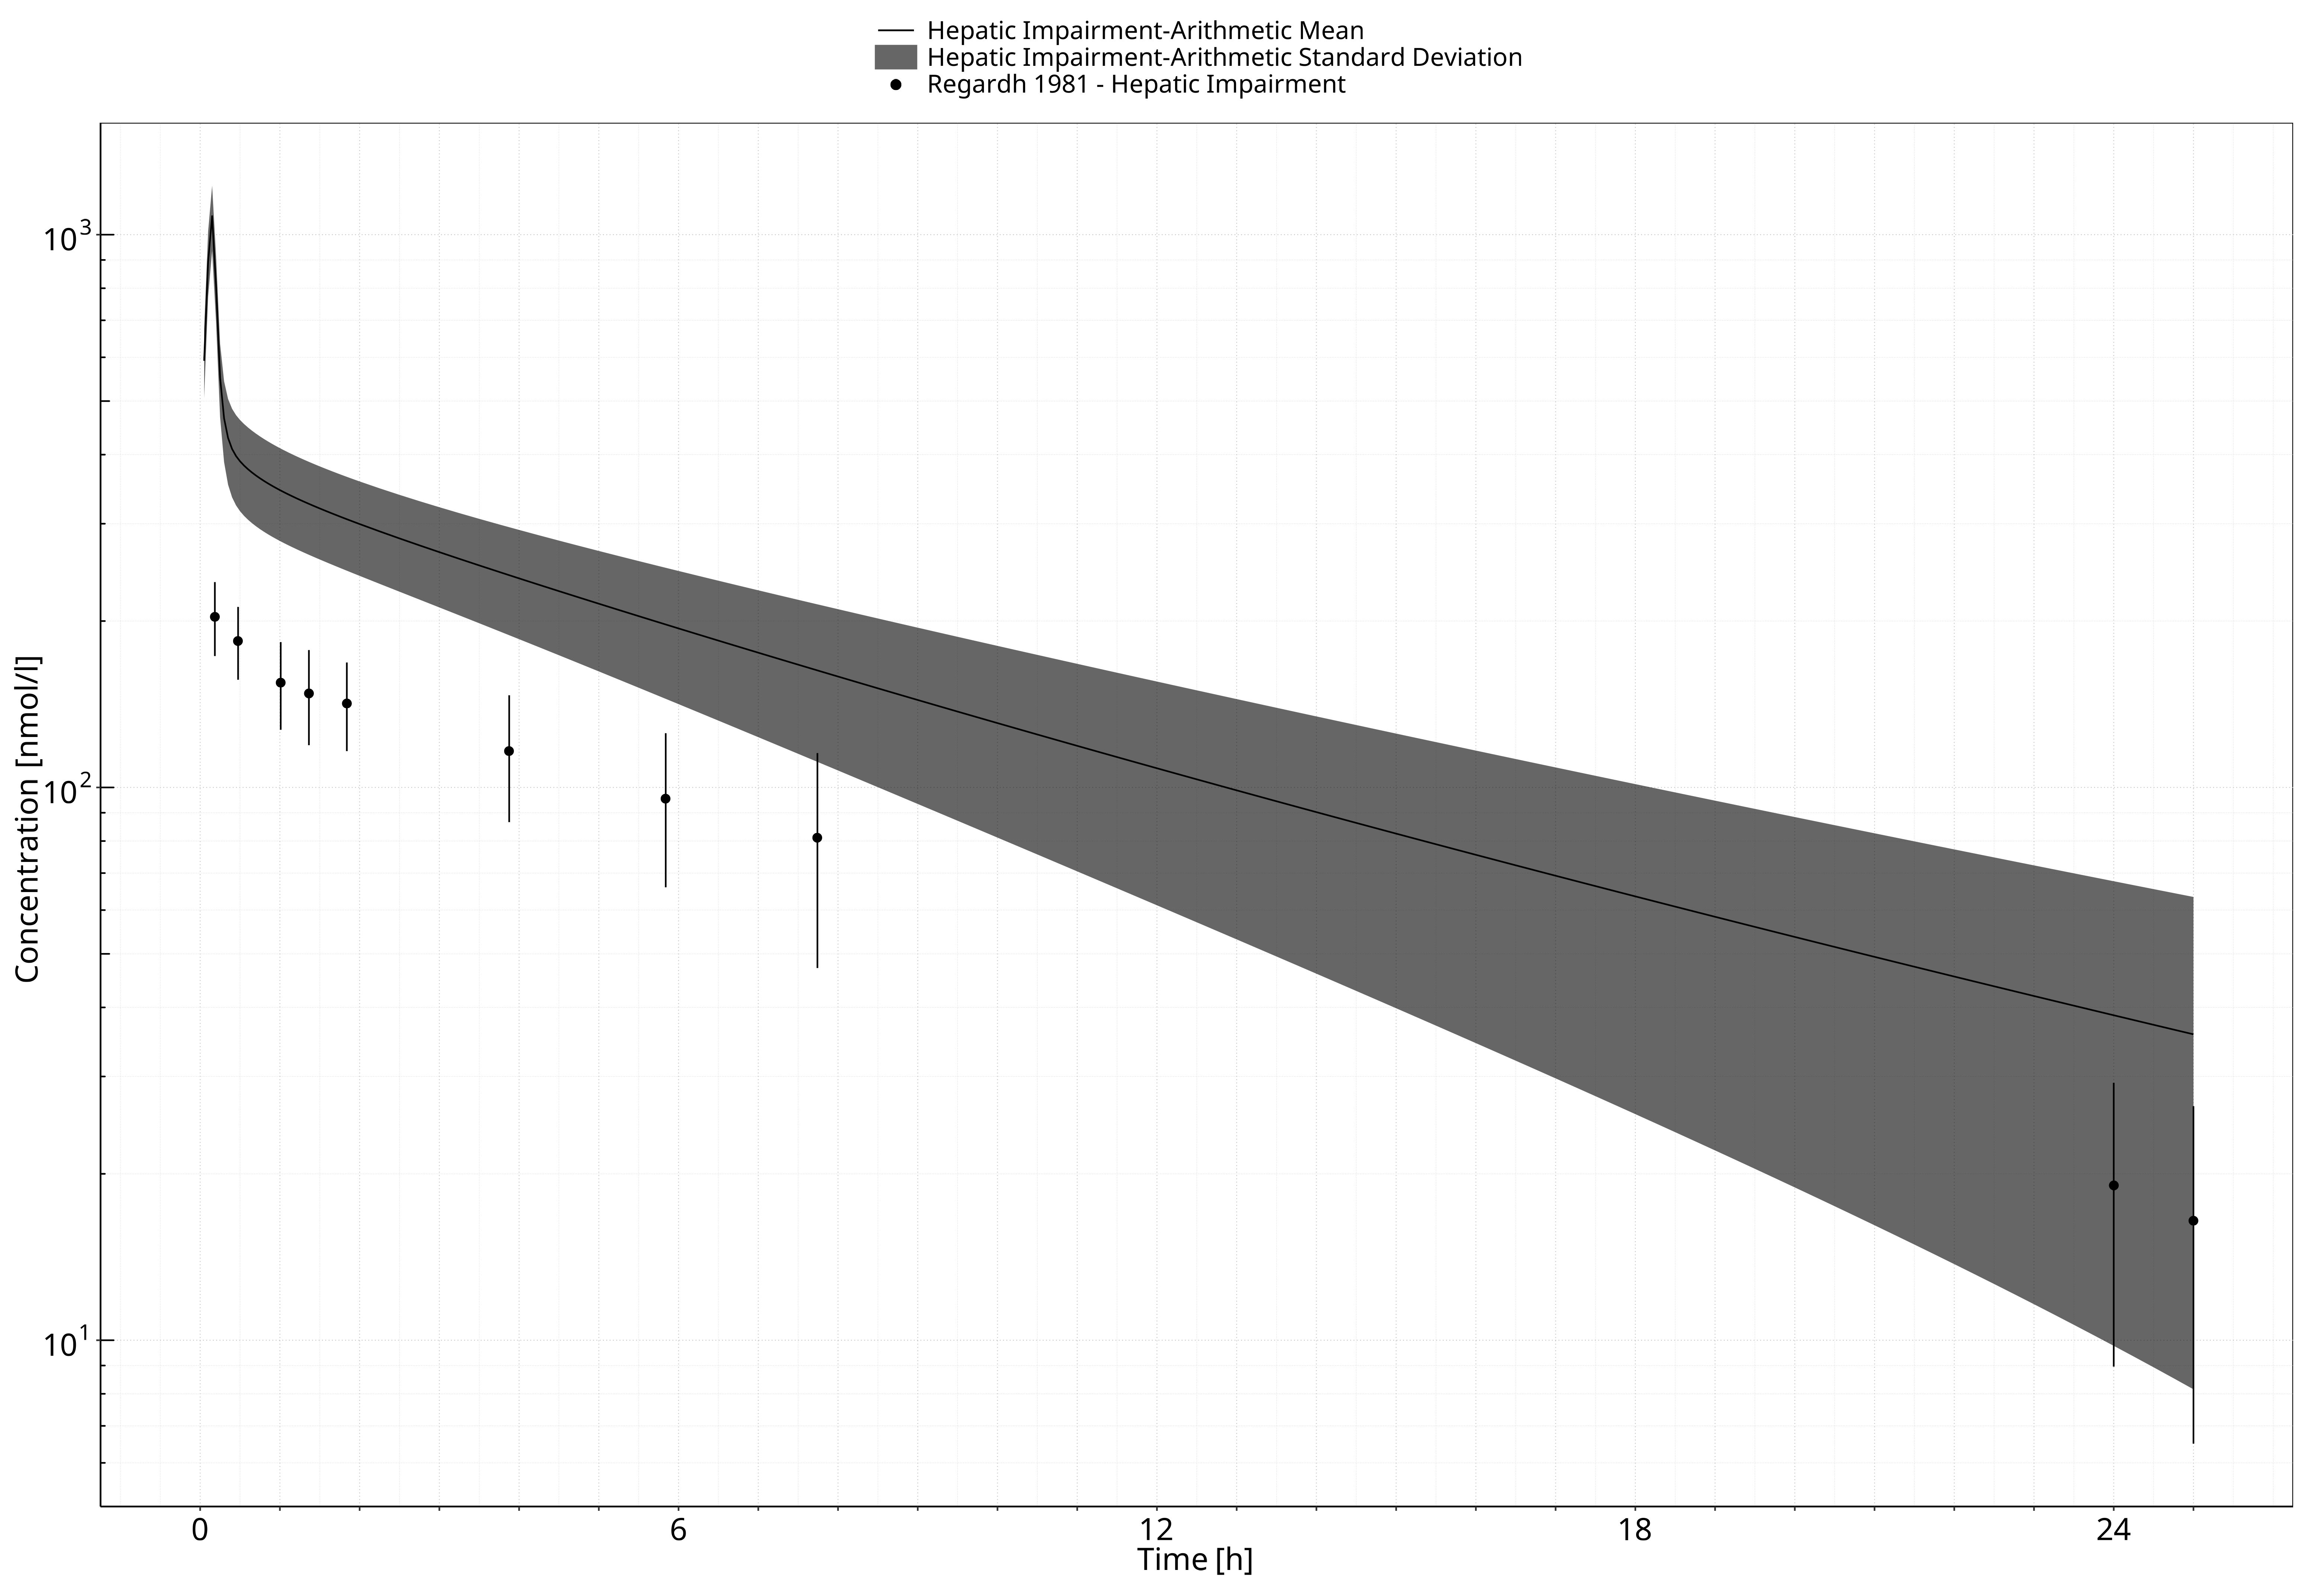 Hepatic Impairment-Arithmetic Mean
Hepatic Impairment-Arithmetic Standard Deviation
Regardh 1981 - Hepatic Impairment
Concentration [nmol/l]
10³
10²
10¹
0 6 12 18 24
Time [h]